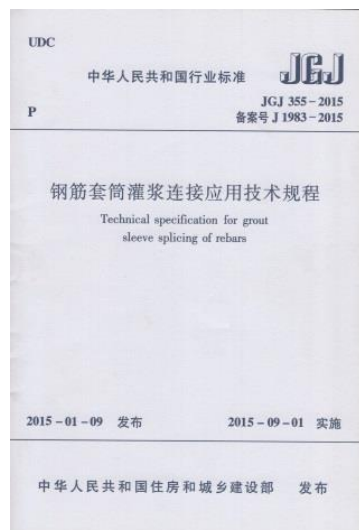 UDC
中华人民共和国行业标准 JGJ
JGJ 355-2015
P 备案号 J 1983-2015
钢筋套筒灌浆连接应用技术规程
Technical specification for grout
sleeve splicing of rebars
2015-01-09 发布 2015-09-01 实施
中华人民共和国住房和城乡建设部 发布